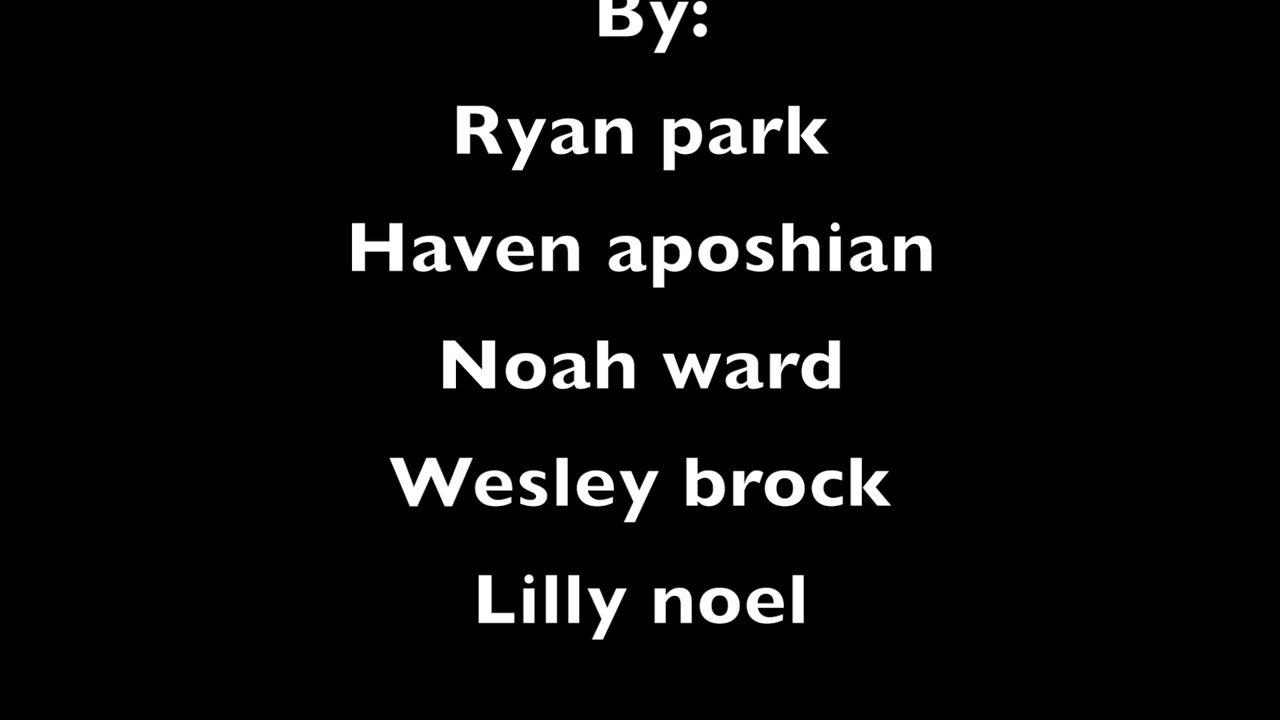 By:
Ryan park
Haven aposhian
Noah ward
Wesley brock
Lilly noel